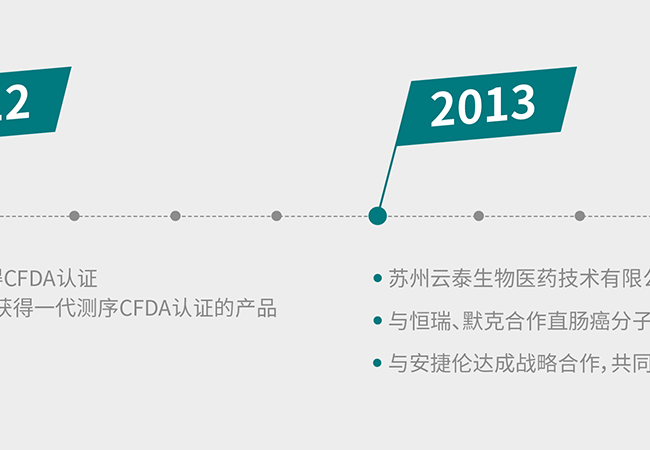 2
2013
CFDA认证
获得一代测序CFDA认证的产品
苏州云泰生物医药技术有限
与恒瑞、默克合作直肠癌分子
与安捷伦达成战略合作，共同